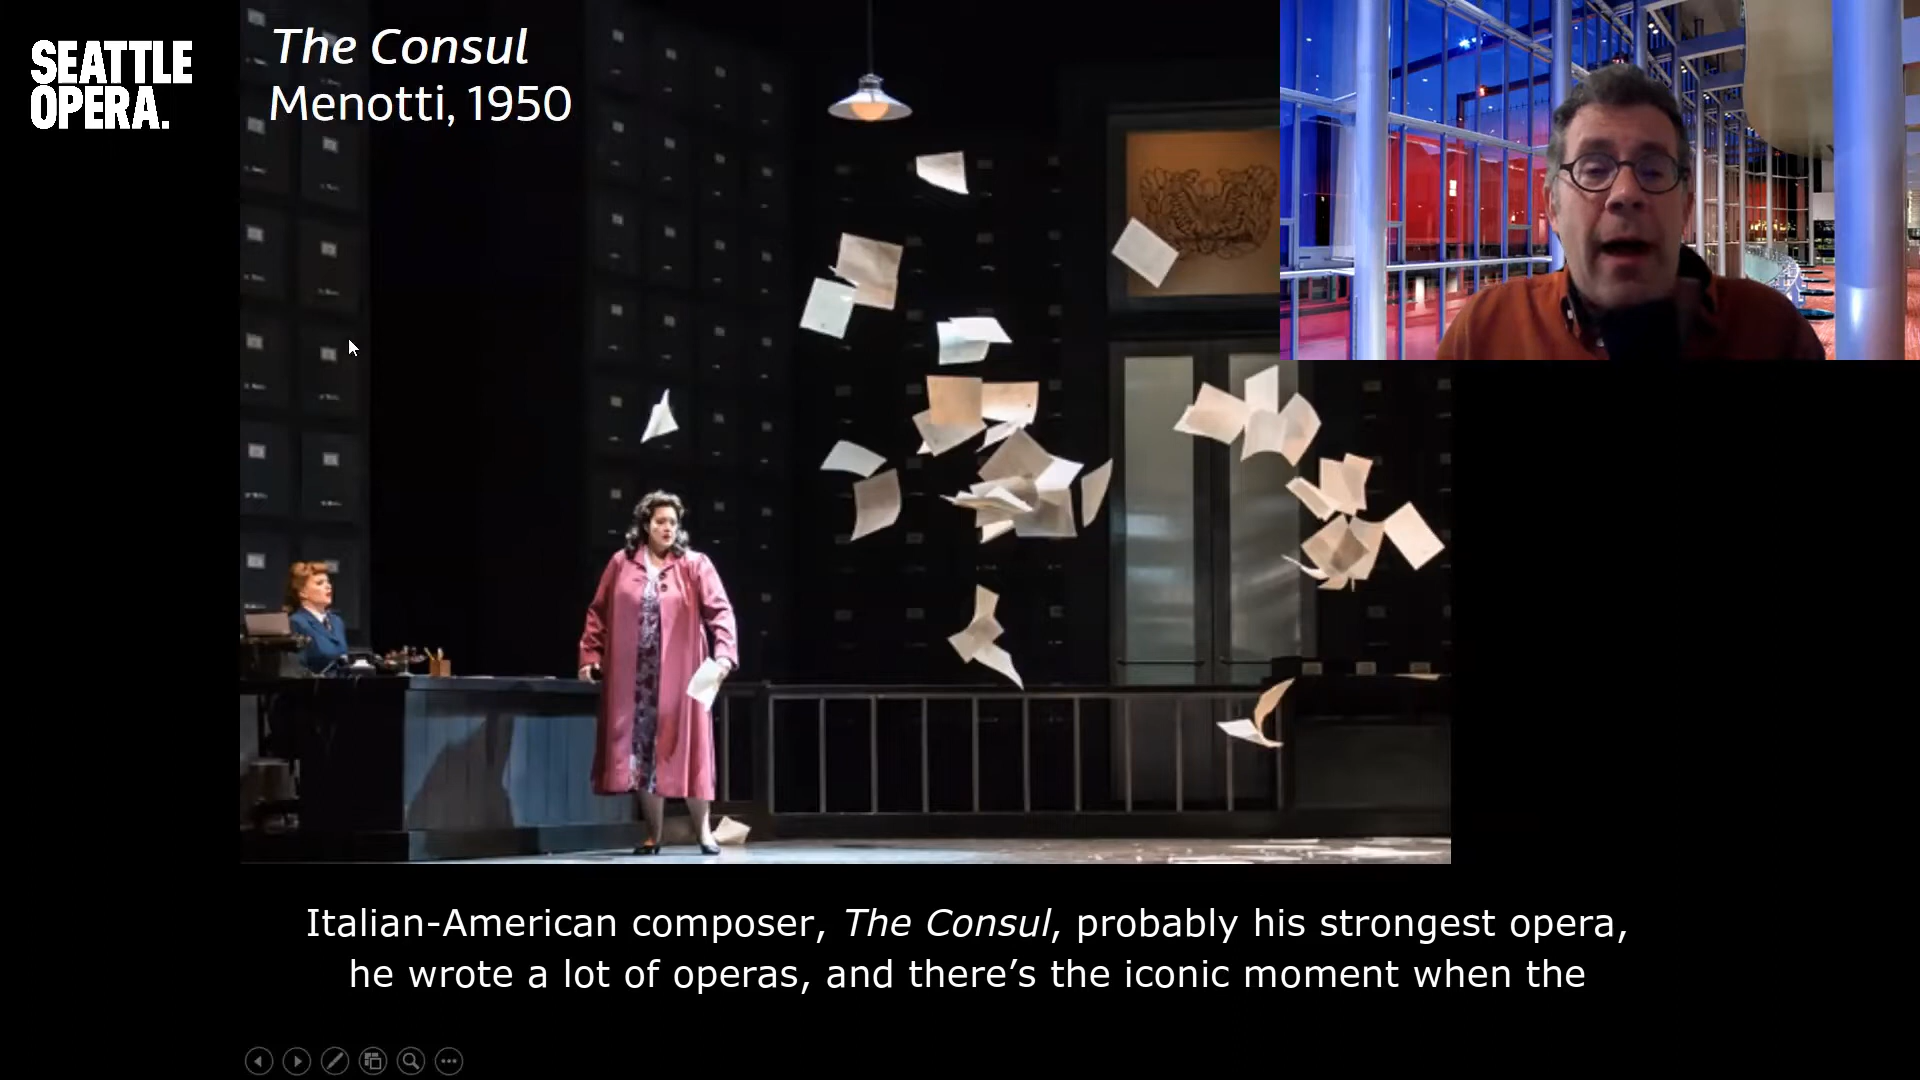 SEATTLE
OPERA.
The Consul
Menotti, 1950
Italian-American composer, The Consul, probably his strongest opera,
he wrote a lot of operas, and there’s the iconic moment when the